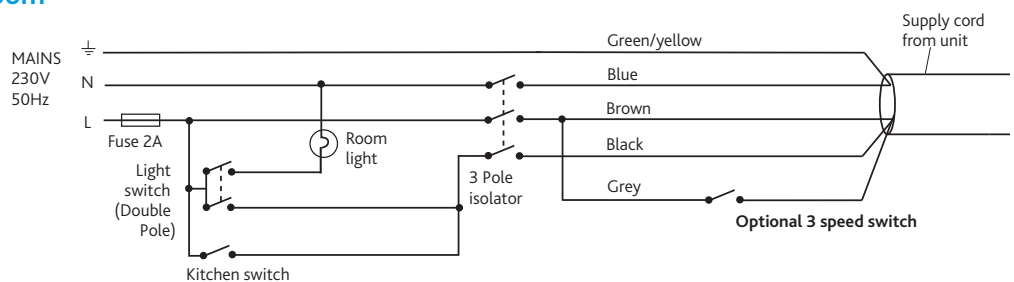 MAINS
230V
50Hz
N
L
Fuse 2A
Light
switch
(Double
Pole)
Room
light
Kitchen switch
3 Pole
isolator
Green/yellow
Blue
Brown
Black
Grey
Optional 3 speed switch
Supply cord
from unit